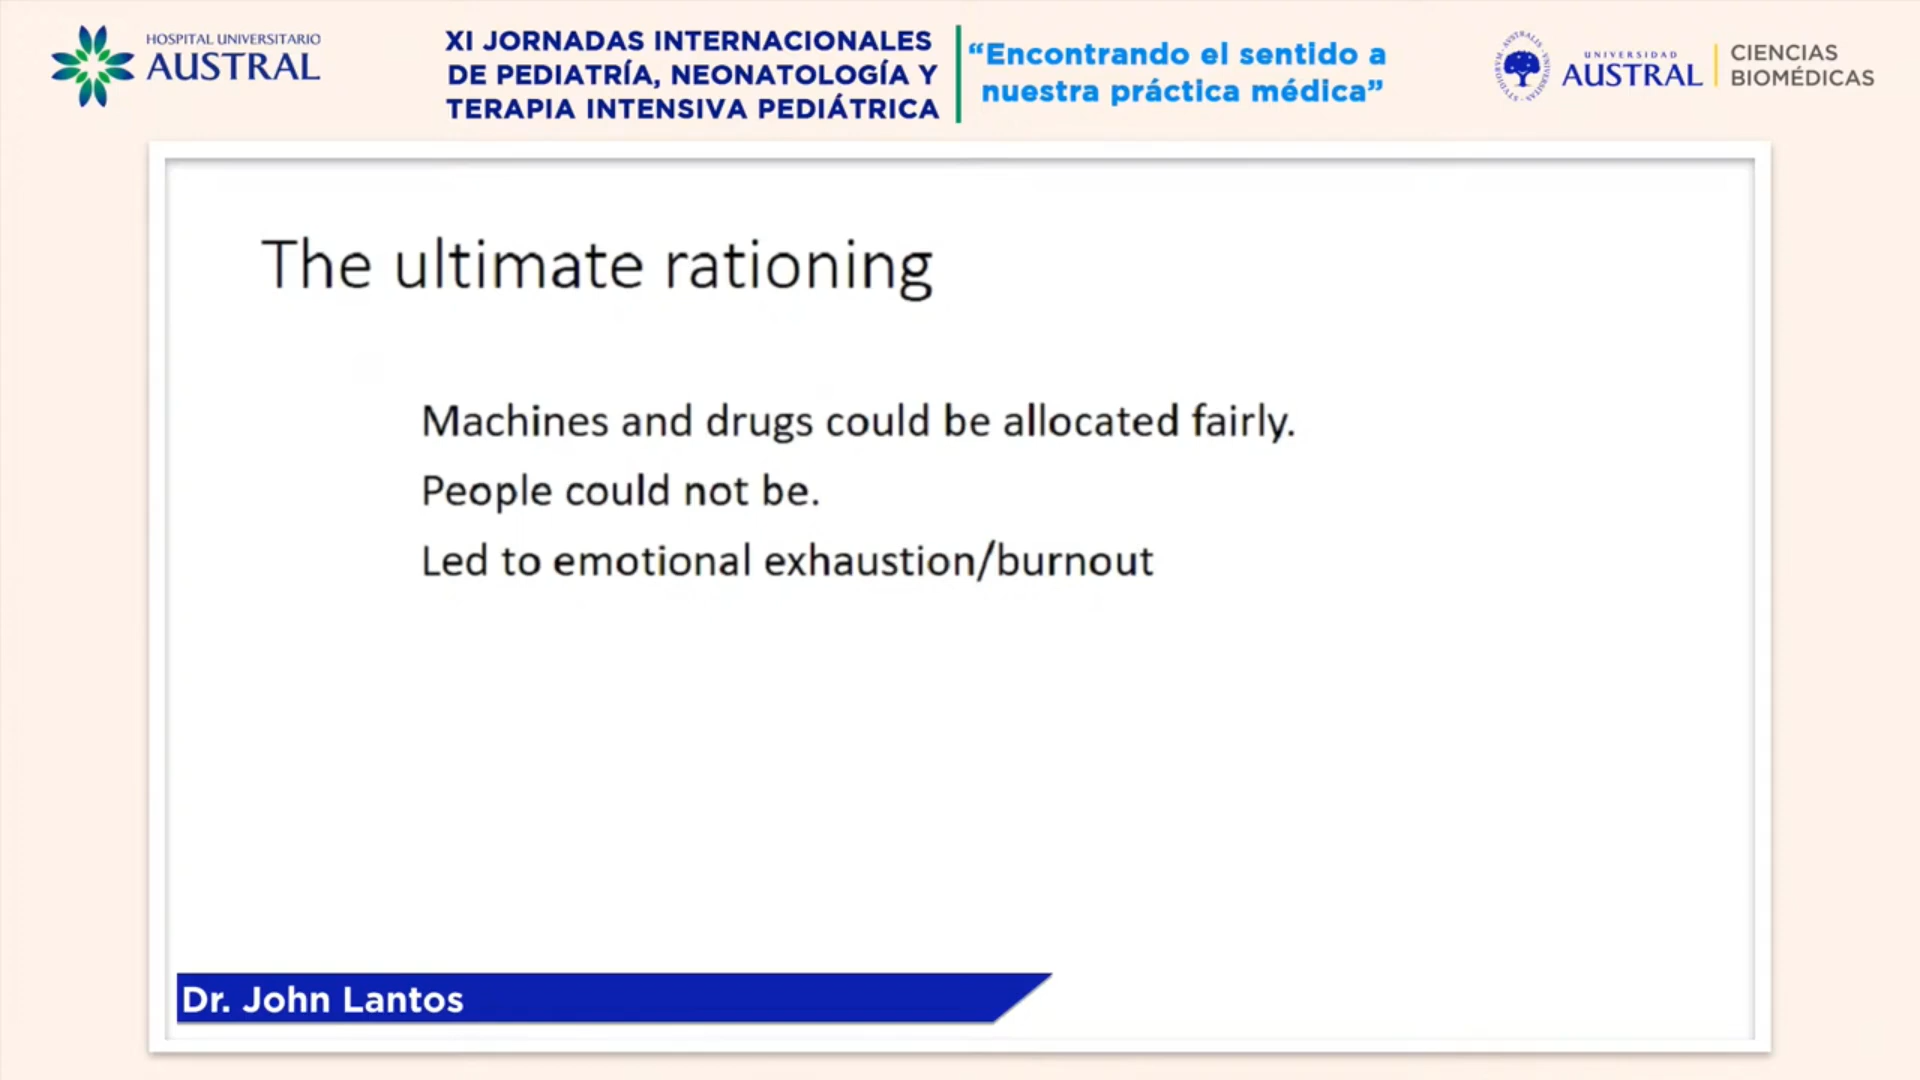 HOSPITAL UNIVERSITARIO
AUSTRAL
XI JORNADAS INTERNACIONALES
DE PEDIATRÍA, NEONATOLOGÍA Y
TERAPIA INTENSIVA PEDIÁTRICA
“Encontrando el sentido a
nuestra práctica médica”
UNIVERSIDAD
AUSTRAL
CIENCIAS
BIOMÉDICAS
The ultimate rationing
Machines and drugs could be allocated fairly.
People could not be.
Led to emotional exhaustion/burnout
Dr. John Lantos